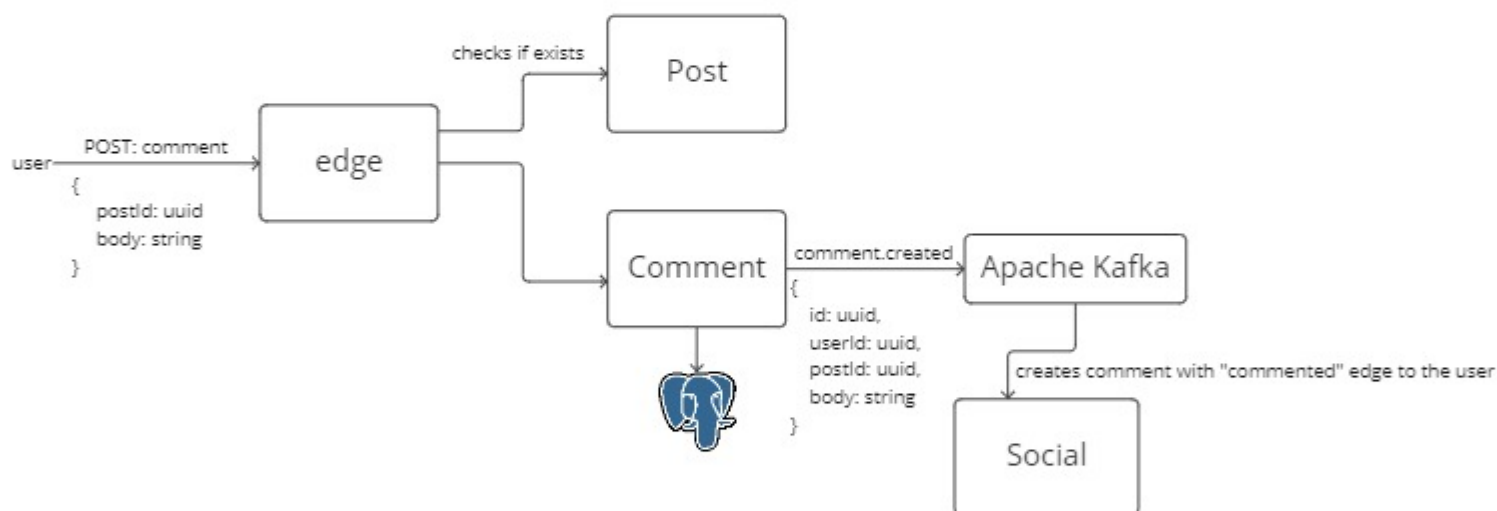 checks if exists
Post
POST: comment
user
edge
{
postId: uuid
body: string
}
Comment
comment.created
Apache Kafka
{
id: uuid,
userId: uuid,
postId: uuid,
body: string
}
creates comment with "commented" edge to the user
Social